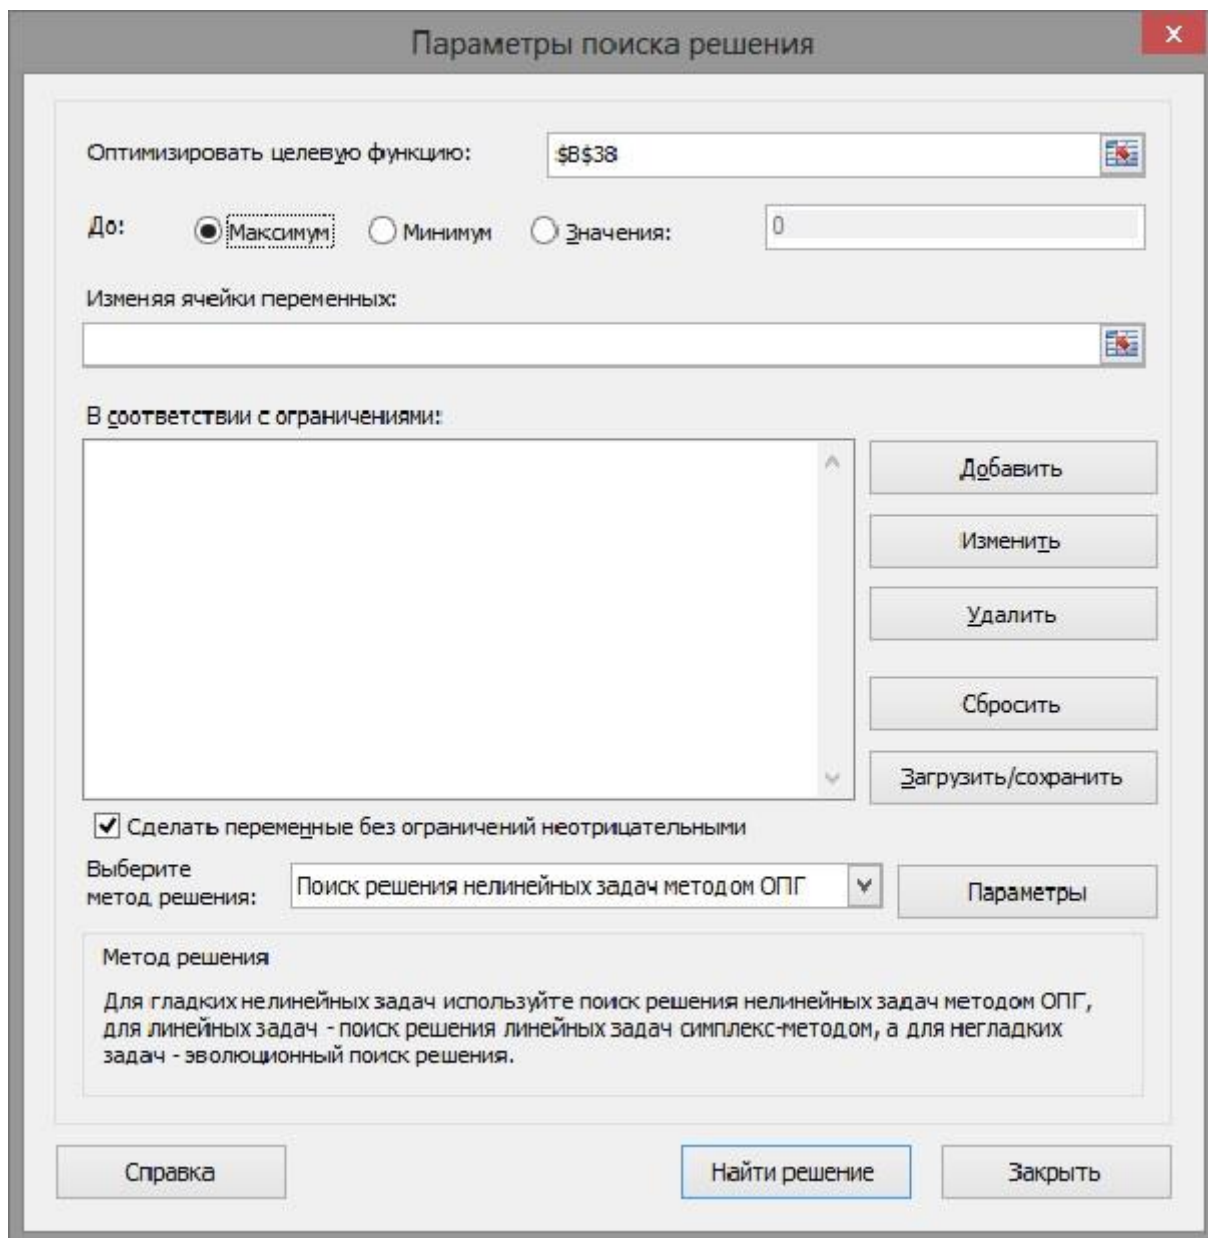 Параметры поиска решения
x
Оптимизировать целевую функцию:
$B$38
До:
Максимум
Минимум
Значения:
0
Изменяя ячейки переменных:
В соответствии с ограничениями:
Добавить
Изменить
Удалить
Сбросить
Загрузить/сохранить
Сделать переменные без ограничений неотрицательными
Выберите
метод решения:
Поиск решения нелинейных задач методом ОПГ
Параметры
Метод решения
Для гладких нелинейных задач используйте поиск решения нелинейных задач методом ОПГ,
для линейных задач - поиск решения линейных задач симплекс-методом, а для негладких
задач - эволюционный поиск решения.
Справка
Найти решение
Закрыть